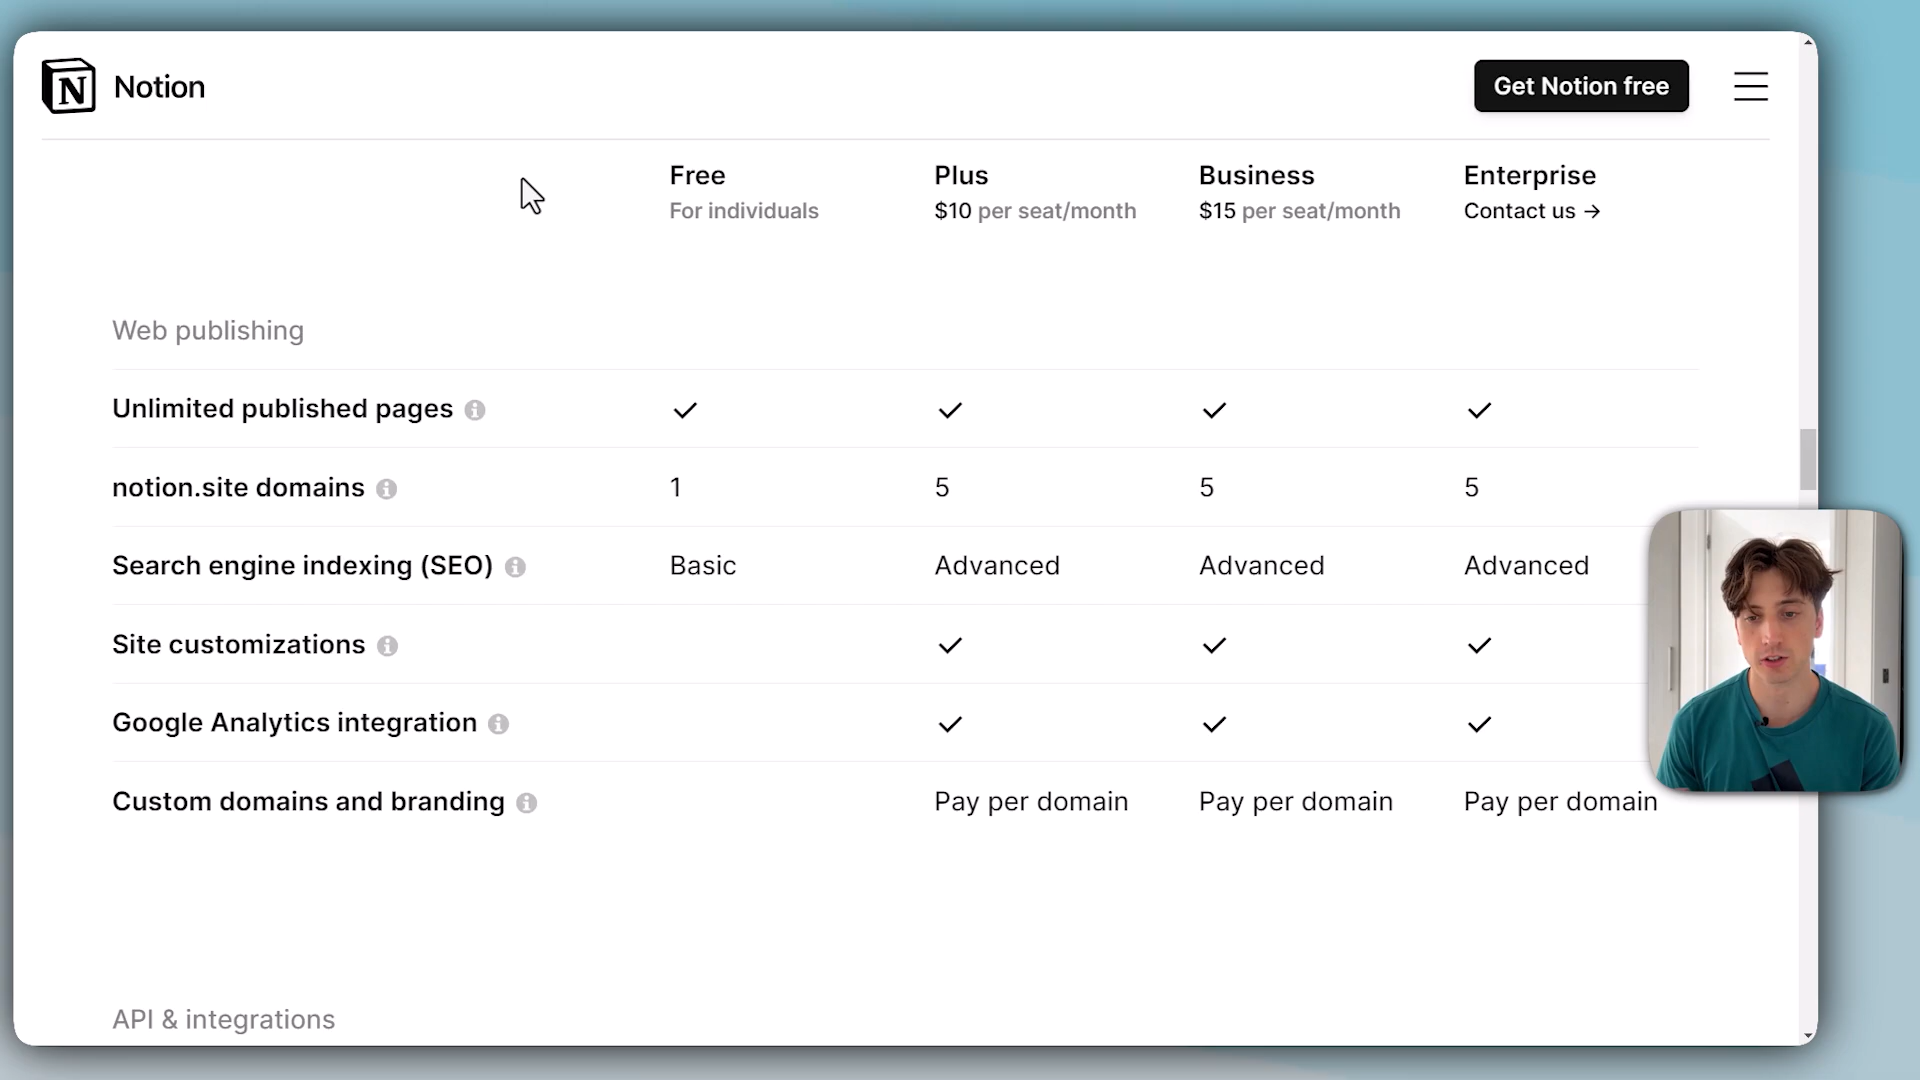 Notion
Get Notion free
Free Plus Business Enterprise
For individuals $10 per seat/month $15 per seat/month Contact us →
Web publishing
Unlimited published pages ✓ ✓ ✓ ✓
notion.site domains 1 5 5 5
Search engine indexing (SEO) Basic Advanced Advanced Advanced
Site customizations ✓ ✓ ✓
Google Analytics integration ✓ ✓ ✓
Custom domains and branding Pay per domain Pay per domain Pay per domain
API & integrations